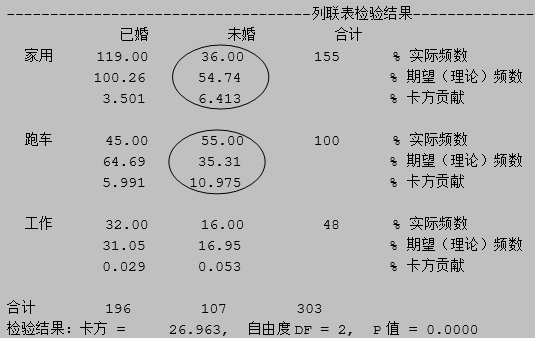 ----------------------------------列联表检验结果---------------
已婚 未婚 合计
家用 119.00 36.00 155 % 实际频数
100.26 54.74 % 期望（理论）频数
3.501 6.413 % 卡方贡献
跑车 45.00 55.00 100 % 实际频数
64.69 35.31 % 期望（理论）频数
5.991 10.975 % 卡方贡献
工作 32.00 16.00 48 % 实际频数
31.05 16.95 % 期望（理论）频数
0.029 0.053 % 卡方贡献
合计 196 107 303
检验结果：卡方 = 26.963, 自由度 DF = 2, P 值 = 0.0000